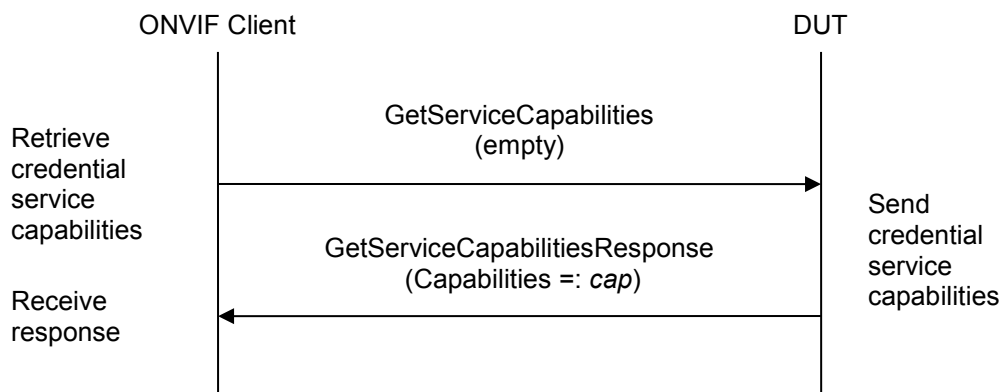 ONVIF Client
DUT
GetServiceCapabilities
(empty)
Retrieve
credential
service
capabilities
Send
credential
service
capabilities
GetServiceCapabilitiesResponse
(Capabilities =: cap)
Receive
response